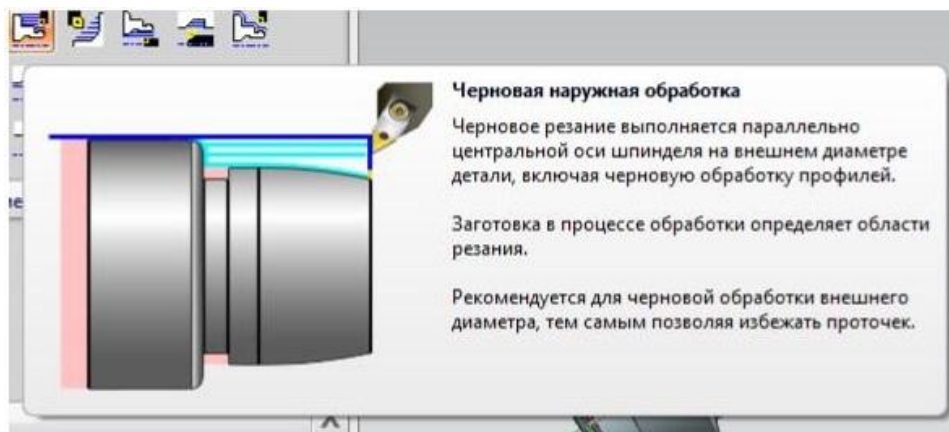 Черновая наружная обработка
Черновое резание выполняется параллельно
центральной оси шпинделя на внешнем диаметре
детали, включая черновую обработку профилей.
Заготовка в процессе обработки определяет области
резания.
Рекомендуется для черновой обработки внешнего
диаметра, тем самым позволяя избежать проточек.